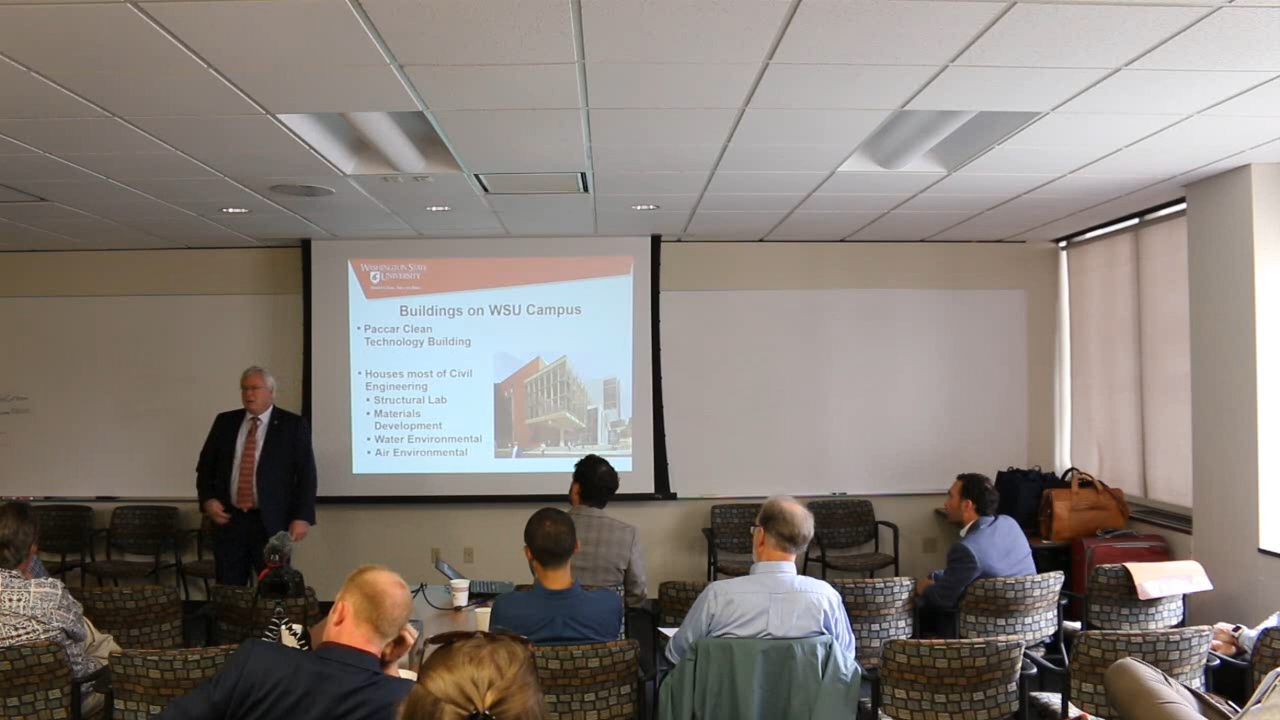 WASHINGTON STATE
UNIVERSITY
Buildings on WSU Campus
• Paccar Clean
Technology Building
• Houses most of Civil
Engineering
• Structural Lab
• Materials
Development
• Water Environmental
• Air Environmental